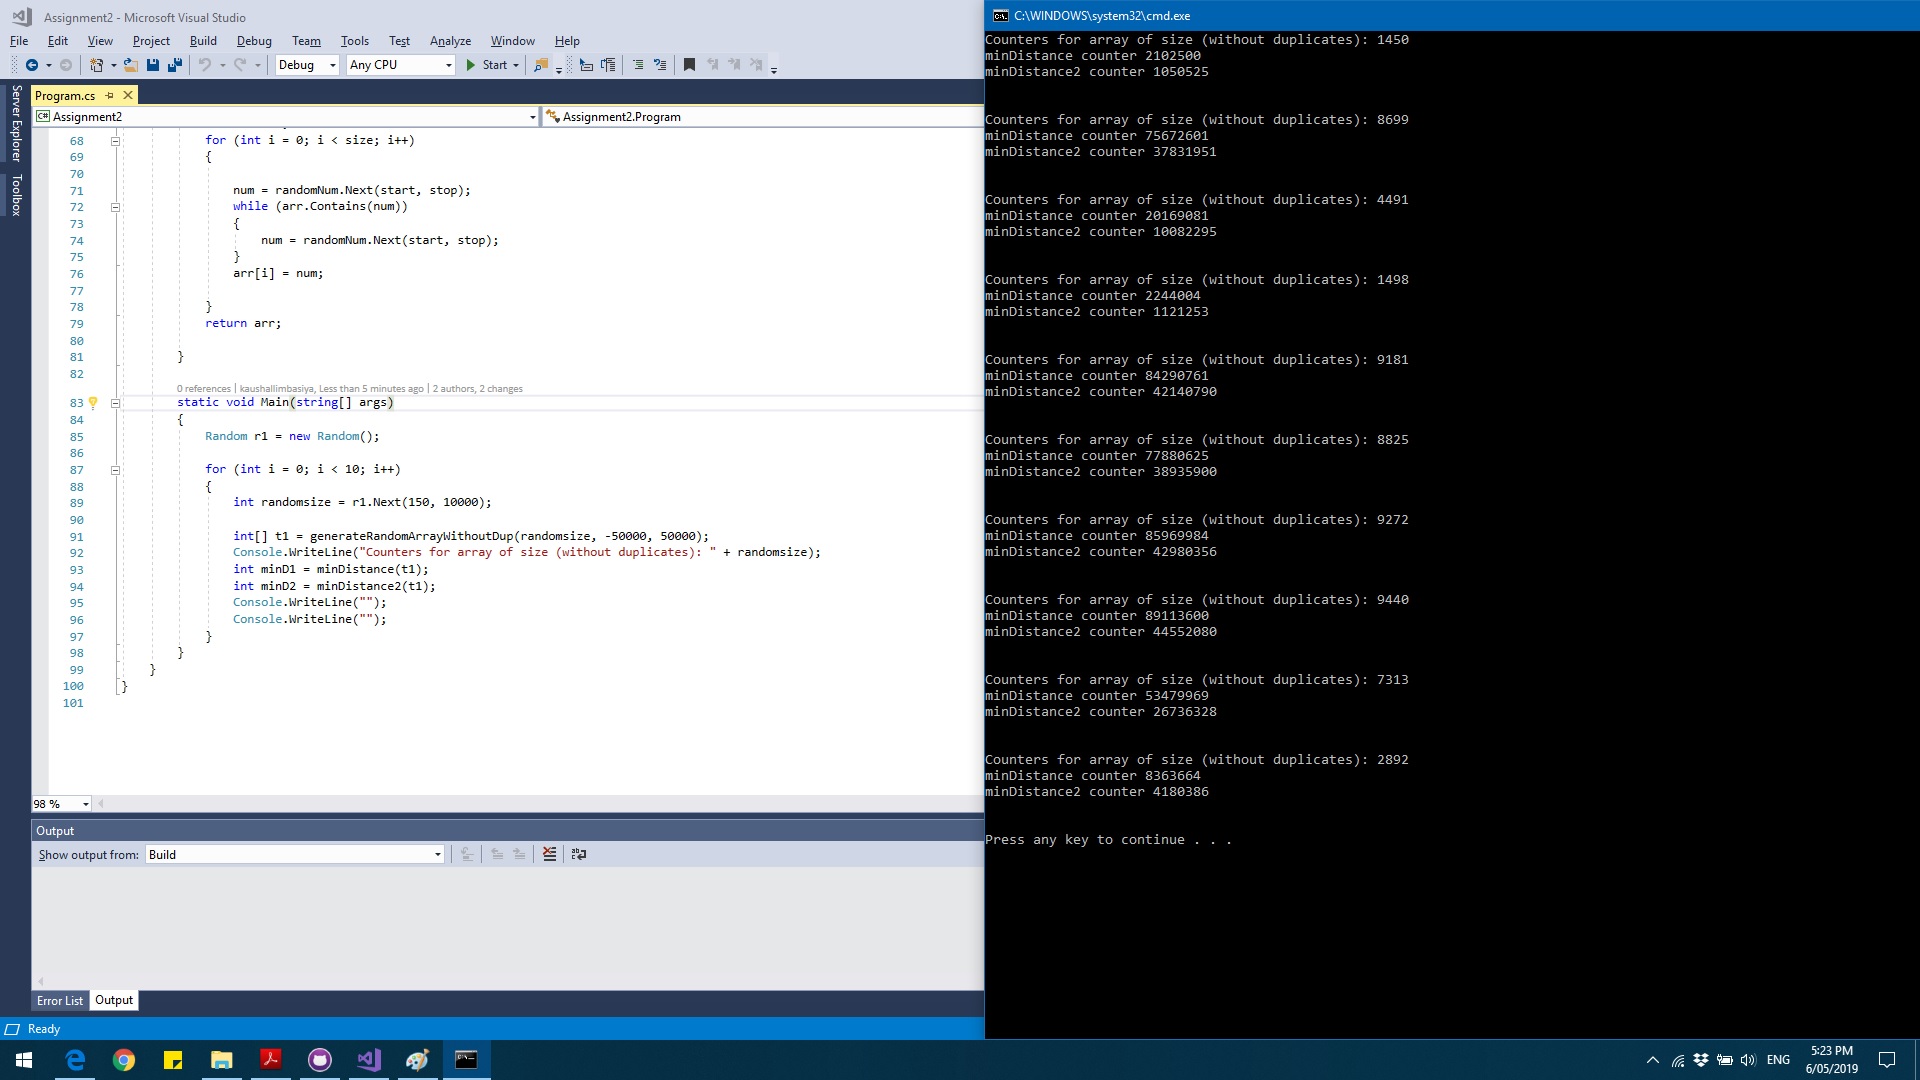 Assignment2 - Microsoft Visual Studio
File Edit View Project Build Debug Team Tools Test Analyze Window Help
Debug Any CPU Start
Server Explorer
Toolbox
Program.cs
Assignment2 Assignment2.Program
68 for (int i = 0; i < size; i++)
69 {
70
71 num = randomNum.Next(start, stop);
72 while (arr.Contains(num))
73 {
74 num = randomNum.Next(start, stop);
75 }
76 arr[i] = num;
77
78 }
79 return arr;
80
81 }
82
0 references | kaushallimbasiya, Less than 5 minutes ago | 2 authors, 2 changes
83 static void Main(string[] args)
84 {
85 Random r1 = new Random();
86
87 for (int i = 0; i < 10; i++)
88 {
89 int randomsize = r1.Next(150, 10000);
90
91 int[] t1 = generateRandomArrayWithoutDup(randomsize, -50000, 50000);
92 Console.WriteLine("Counters for array of size (without duplicates): " + randomsize);
93 int minD1 = minDistance(t1);
94 int minD2 = minDistance2(t1);
95 Console.WriteLine("");
96 Console.WriteLine("");
97 }
98 }
99 }
100 }
101
98 %
Output
Show output from: Build
Error List Output
Ready
C:\WINDOWS\system32\cmd.exe
Counters for array of size (without duplicates): 1450
minDistance counter 2102500
minDistance2 counter 1050525
Counters for array of size (without duplicates): 8699
minDistance counter 75672601
minDistance2 counter 37831951
Counters for array of size (without duplicates): 4491
minDistance counter 20169081
minDistance2 counter 10082295
Counters for array of size (without duplicates): 1498
minDistance counter 2244004
minDistance2 counter 1121253
Counters for array of size (without duplicates): 9181
minDistance counter 84290761
minDistance2 counter 42140790
Counters for array of size (without duplicates): 8825
minDistance counter 77880625
minDistance2 counter 38935900
Counters for array of size (without duplicates): 9272
minDistance counter 85969984
minDistance2 counter 42980356
Counters for array of size (without duplicates): 9440
minDistance counter 89113600
minDistance2 counter 44552080
Counters for array of size (without duplicates): 7313
minDistance counter 53479969
minDistance2 counter 26736328
Counters for array of size (without duplicates): 2892
minDistance counter 8363664
minDistance2 counter 4180386
Press any key to continue . . .
ENG
5:23 PM
6/05/2019